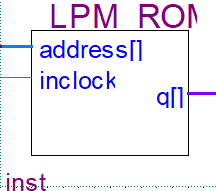 LPM_ROM
address[]
inclock
q[]
inst